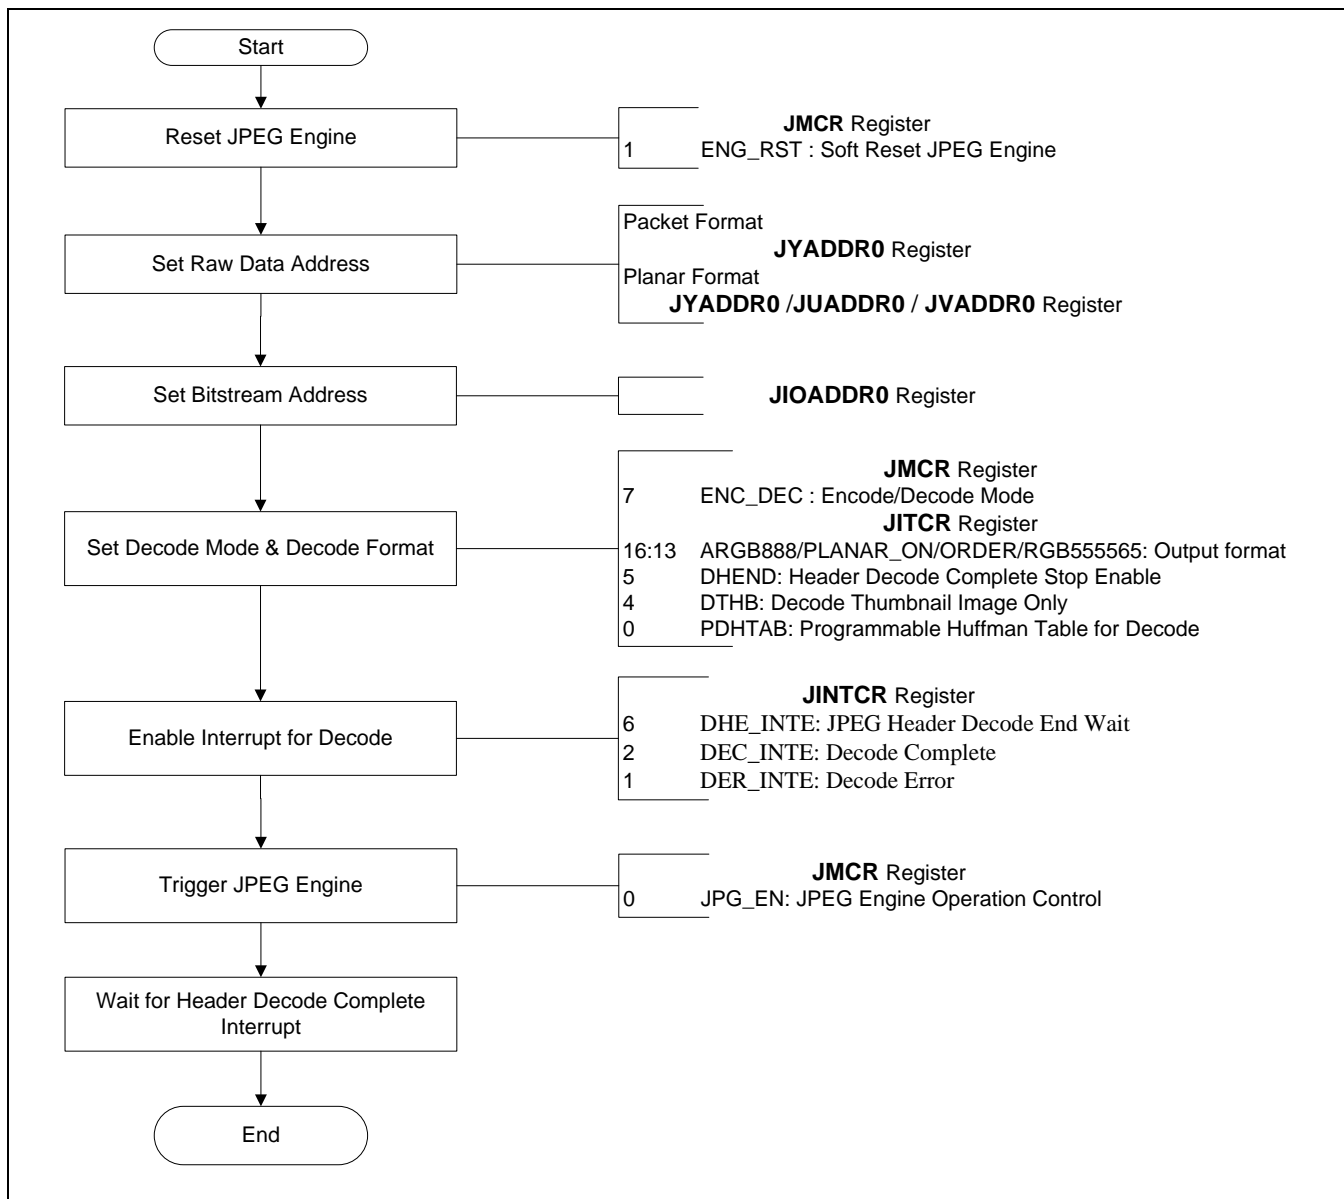 Start
Reset JPEG Engine
JMCR Register
1 ENG_RST : Soft Reset JPEG Engine
Set Raw Data Address
Packet Format
JYADDR0 Register
Planar Format
JYADDR0 /JUADDR0 / JVADDR0 Register
Set Bitstream Address
JIOADDR0 Register
Set Decode Mode & Decode Format
JMCR Register
7 ENC_DEC : Encode/Decode Mode
JITCR Register
16:13 ARGB888/PLANAR_ON/ORDER/RGB555565: Output format
5 DHEND: Header Decode Complete Stop Enable
4 DTHB: Decode Thumbnail Image Only
0 PDHTAB: Programmable Huffman Table for Decode
Enable Interrupt for Decode
JINTCR Register
6 DHE_INTE: JPEG Header Decode End Wait
2 DEC_INTE: Decode Complete
1 DER_INTE: Decode Error
Trigger JPEG Engine
JMCR Register
0 JPG_EN: JPEG Engine Operation Control
Wait for Header Decode Complete
Interrupt
End